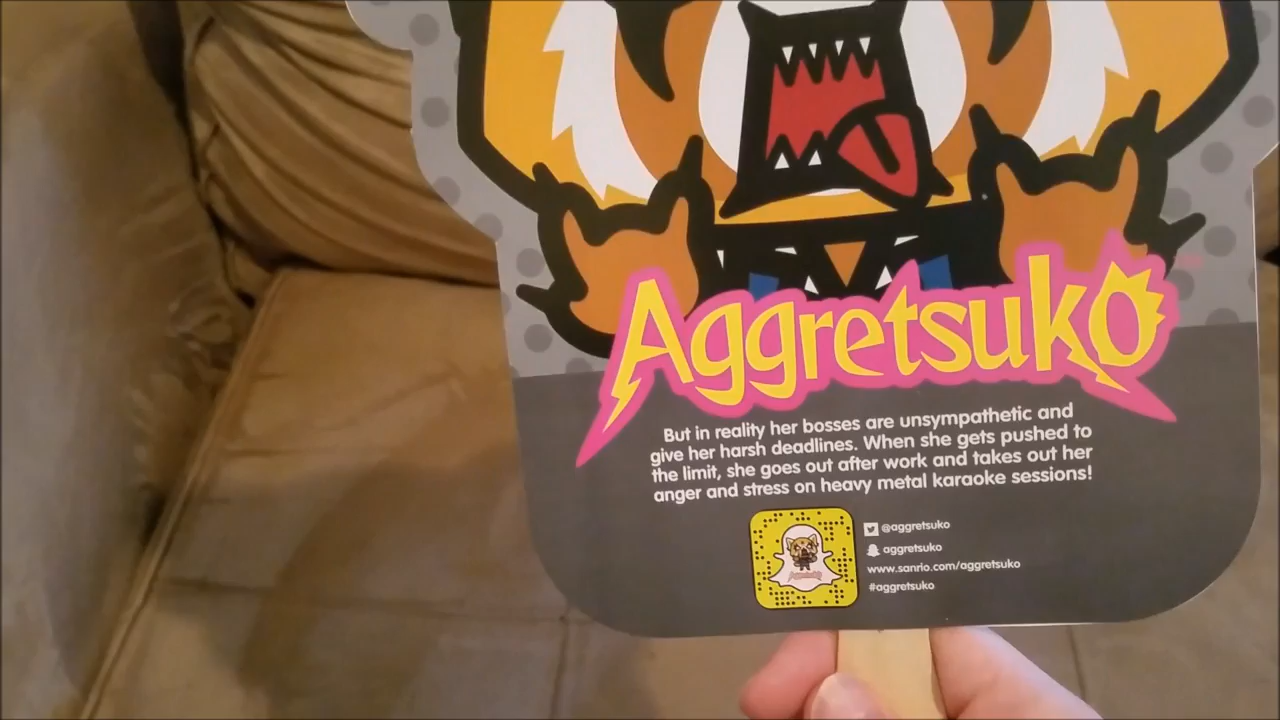 Aggretsuko
But in reality her bosses are unsympathetic and
give her harsh deadlines. When she gets pushed to
the limit, she goes out after work and takes out her
anger and stress on heavy metal karaoke sessions!
@aggretsuko
aggretsuko
www.sanrio.com/aggretsuko
#aggretsuko